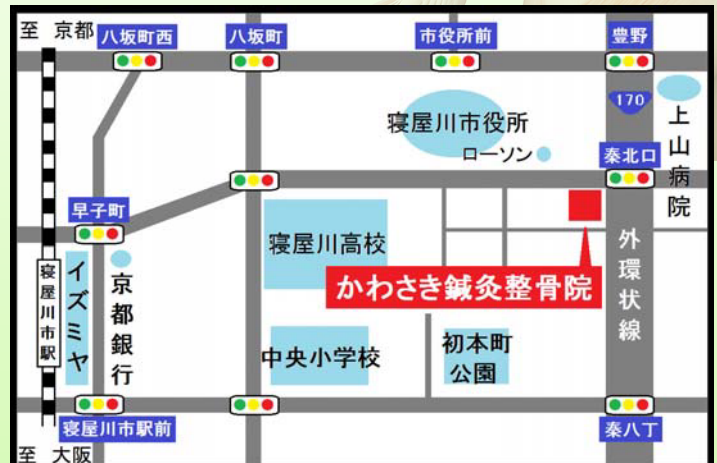 至 京都
八坂町西
八坂町
市役所前
豊野
170
上山病院
寝屋川市役所
ローソン
秦北口
早子町
寝屋川高校
かわさき鍼灸整骨院
外環状線
寝屋川市駅
イズミヤ
京都銀行
中央小学校
初本町
公園
寝屋川市駅前
秦八丁
至 大阪